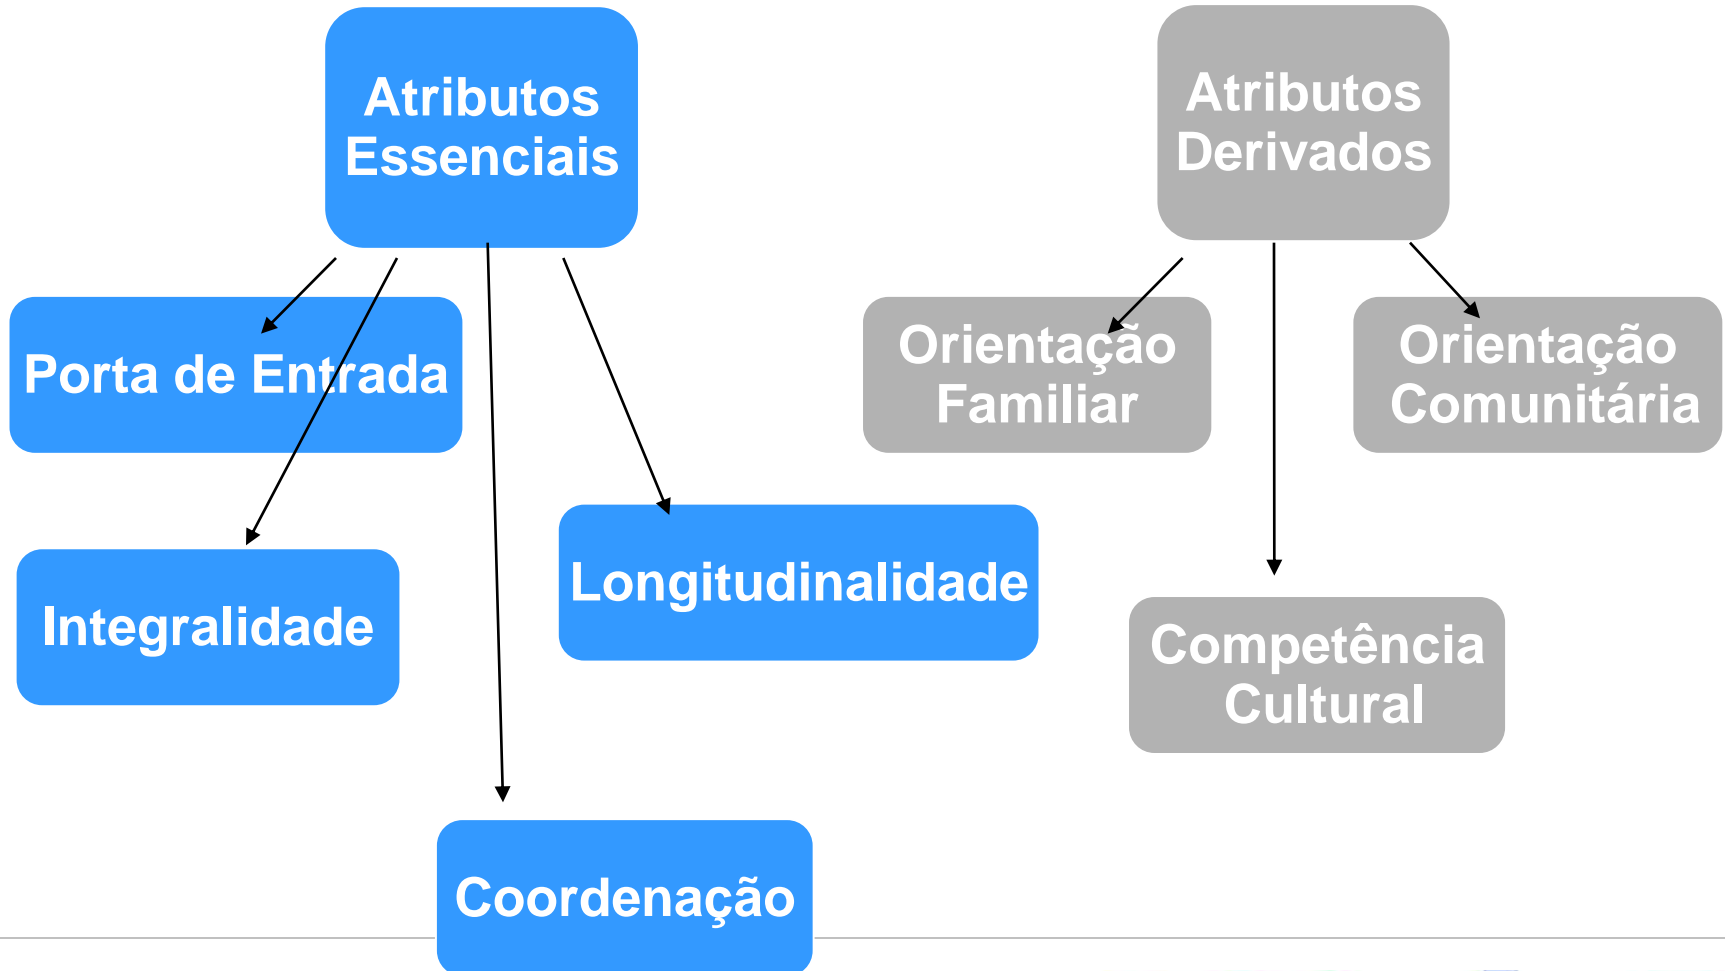 Atributos
Essenciais
Atributos
Derivados
Porta de Entrada
Orientação
Familiar
Orientação
Comunitária
Integralidade
Longitudinalidade
Competência
Cultural
Coordenação